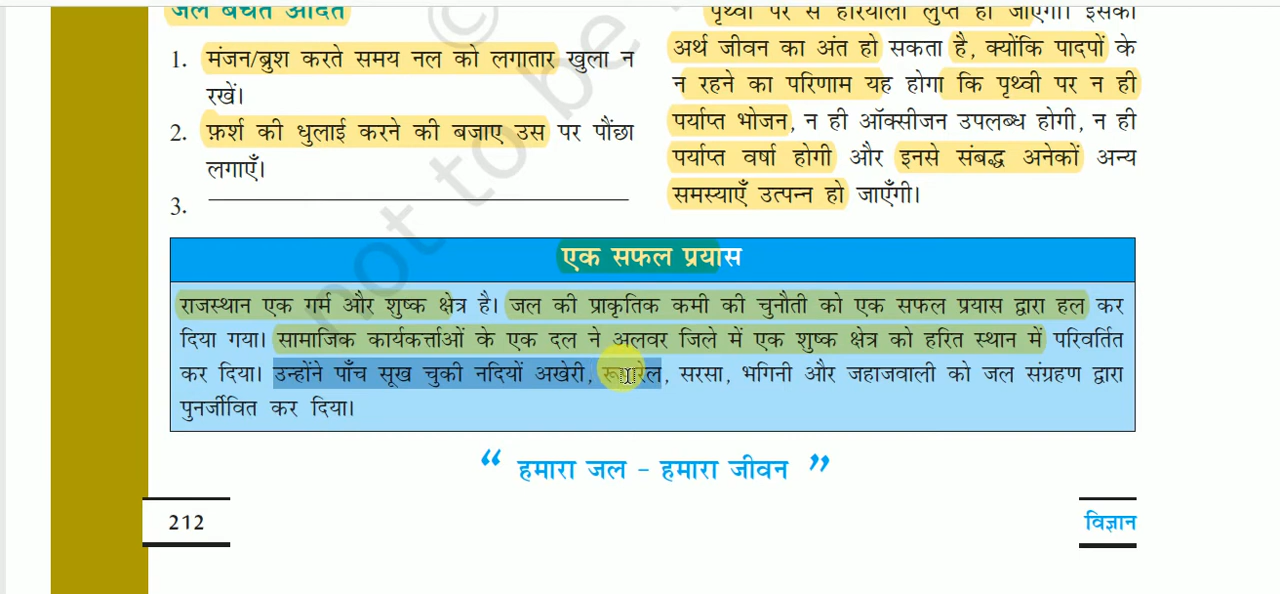 जल बचत आदतें
1. मंजन/ब्रुश करते समय नल को लगातार खुला न
रखें।
2. फ़र्श की धुलाई करने की बजाए उस पर पौंछा
लगाएँ।
3.
पृथ्वी पर से हरियाली लुप्त हो जाएगी। इसका
अर्थ जीवन का अंत हो सकता है, क्योंकि पादपों के
न रहने का परिणाम यह होगा कि पृथ्वी पर न ही
पर्याप्त भोजन, न ही ऑक्सीजन उपलब्ध होगी, न ही
पर्याप्त वर्षा होगी और इनसे संबद्ध अनेकों अन्य
समस्याएँ उत्पन्न हो जाएँगी।
एक सफल प्रयास
राजस्थान एक गर्म और शुष्क क्षेत्र है। जल की प्राकृतिक कमी की चुनौती को एक सफल प्रयास द्वारा हल कर
दिया गया। सामाजिक कार्यकर्त्ताओं के एक दल ने अलवर जिले में एक शुष्क क्षेत्र को हरित स्थान में परिवर्तित
कर दिया। उन्होंने पाँच सूख चुकी नदियों अखेरी, रूपारेल, सरसा, भगिनी और जहाजवाली को जल संग्रहण द्वारा
पुनर्जीवित कर दिया।
“ हमारा जल - हमारा जीवन ”
212
विज्ञान
© not to be